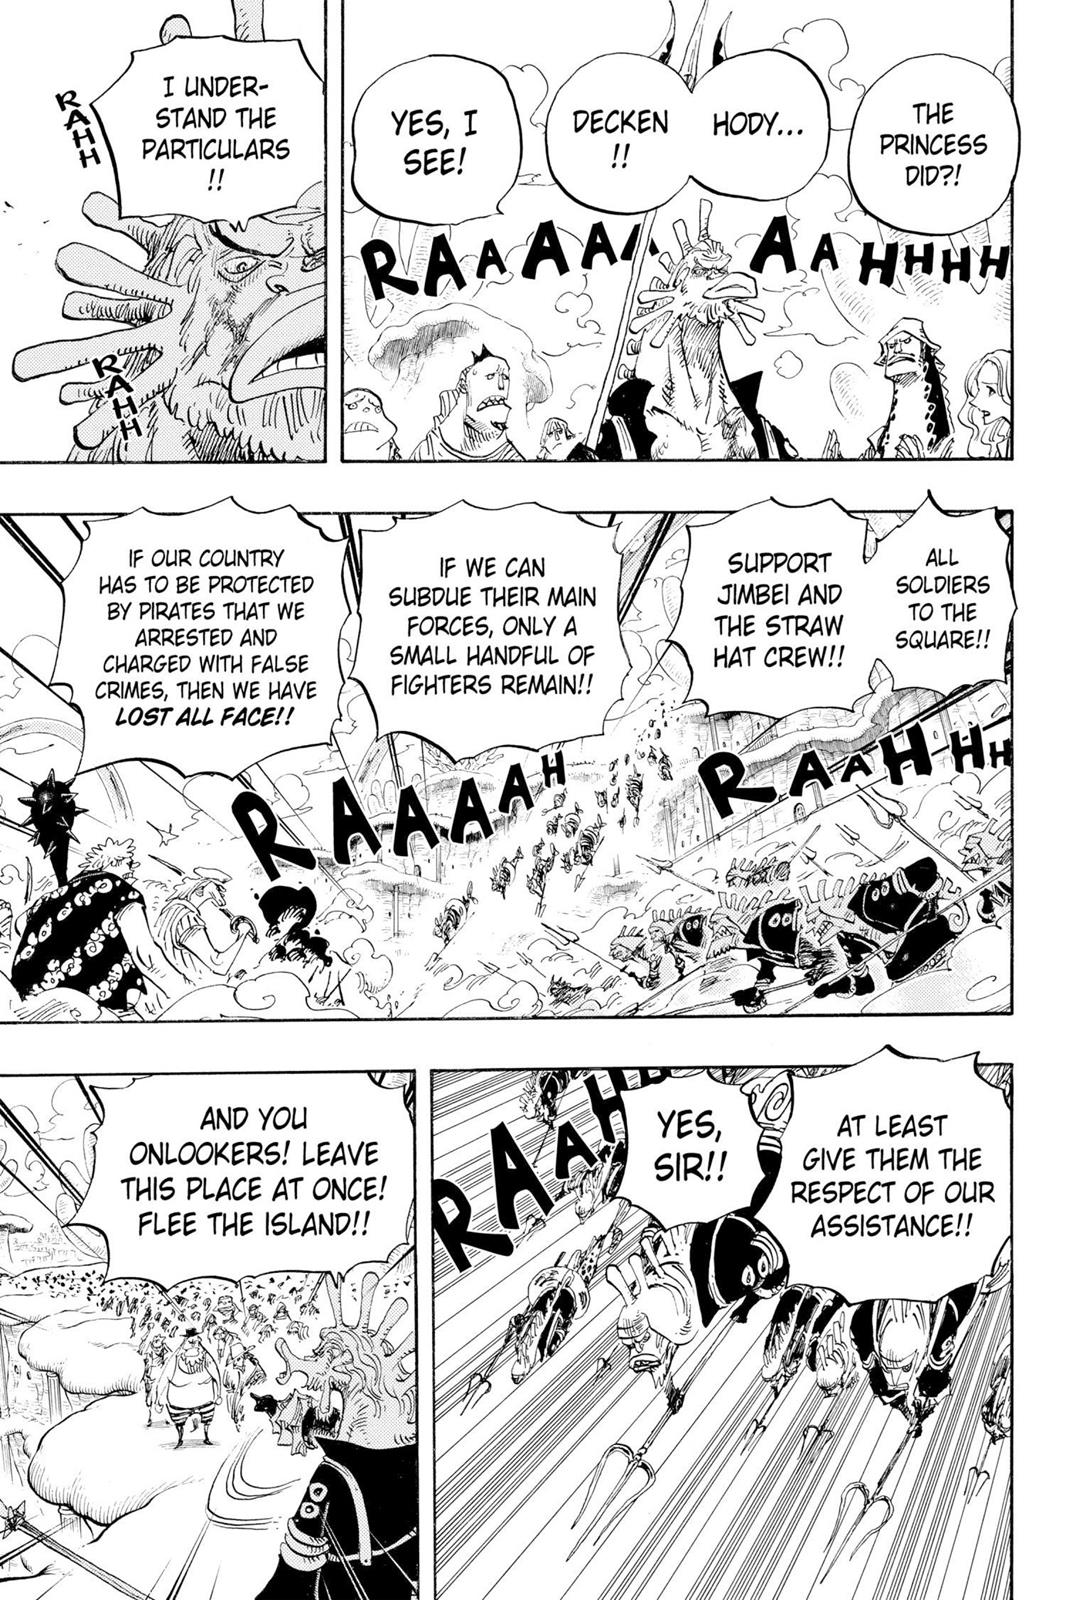 THE
PRINCESS
DID?!
HODY...
DECKEN
!!
YES, I
SEE!
RAAAAA AAHHHHH
I UNDER-
STAND THE
PARTICULARS
!!
RAHH
RAHH
ALL
SOLDIERS
TO THE
SQUARE!!
SUPPORT
JIMBEI AND
THE STRAW
HAT CREW!!
IF WE CAN
SUBDUE THEIR MAIN
FORCES, ONLY A
SMALL HANDFUL OF
FIGHTERS REMAIN!!
IF OUR COUNTRY
HAS TO BE PROTECTED
BY PIRATES THAT WE
ARRESTED AND
CHARGED WITH FALSE
CRIMES, THEN WE HAVE
LOST ALL FACE!!
RAAHHH
RAAAAH
AT LEAST
GIVE THEM THE
RESPECT OF OUR
ASSISTANCE!!
YES,
SIR!!
RAAAH
AND YOU
ONLOOKERS! LEAVE
THIS PLACE AT ONCE!
FLEE THE ISLAND!!